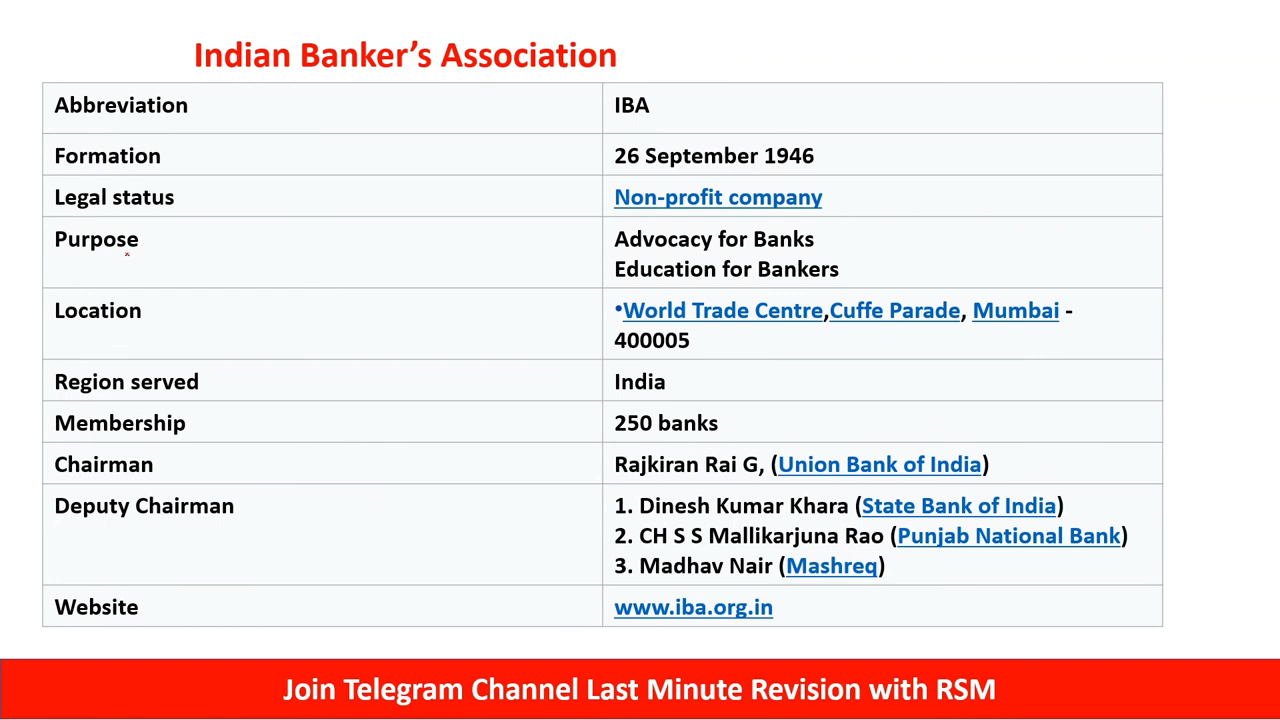 Indian Banker’s Association
Abbreviation IBA
Formation 26 September 1946
Legal status Non-profit company
Purpose Advocacy for Banks
Education for Bankers
Location •World Trade Centre,Cuffe Parade, Mumbai -
400005
Region served India
Membership 250 banks
Chairman Rajkiran Rai G, (Union Bank of India)
Deputy Chairman 1. Dinesh Kumar Khara (State Bank of India)
2. CH S S Mallikarjuna Rao (Punjab National Bank)
3. Madhav Nair (Mashreq)
Website www.iba.org.in
Join Telegram Channel Last Minute Revision with RSM